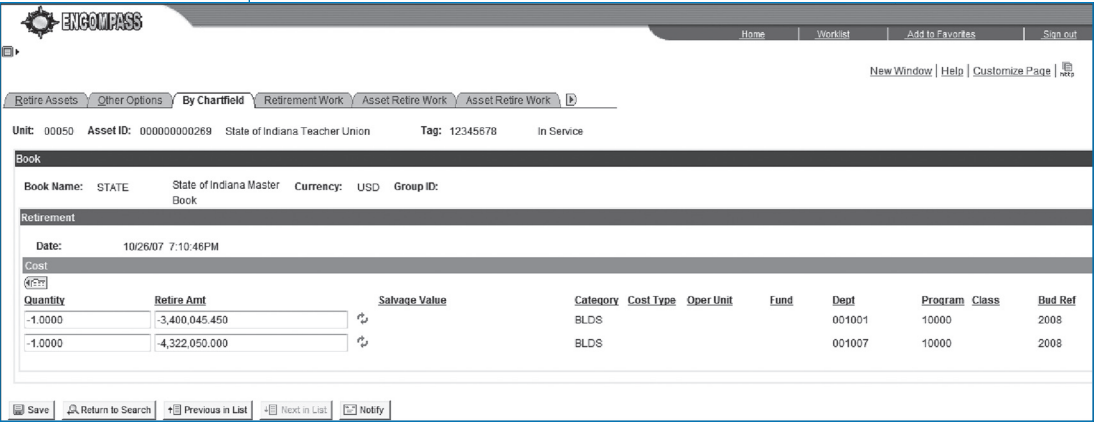 ENCOMPASS
Home Worklist Add to Favorites Sign out
New Window | Help | Customize Page | http
Retire Assets Other Options By Chartfield Retirement Work Asset Retire Work Asset Retire Work
Unit: 00050 Asset ID: 000000000269 State of Indiana Teacher Union Tag: 12345678 In Service
Book
Book Name: STATE State of Indiana Master Book Currency: USD Group ID:
Retirement
Date: 10/26/07 7:10:46PM
Cost
Quantity Retire Amt Salvage Value Category Cost Type Oper Unit Fund Dept Program Class Bud Ref
-1.0000 -3,400,045.450 BLDS 001001 10000 2008
-1.0000 -4,322,050.000 BLDS 001007 10000 2008
Save Return to Search Previous in List Next in List Notify